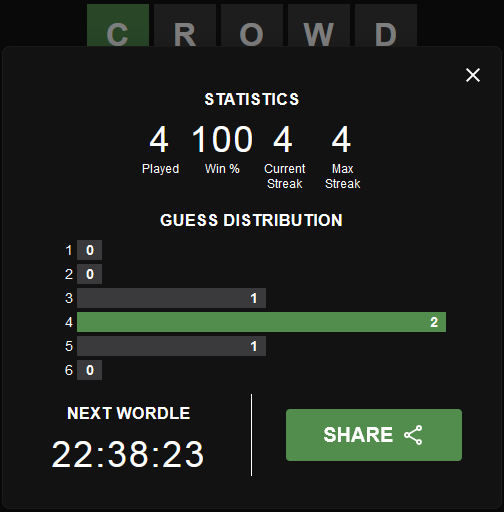 C R O W D
STATISTICS
4 100 4 4
Played Win % Current Streak Max Streak
GUESS DISTRIBUTION
1 0
2 0
3 1
4 2
5 1
6 0
NEXT WORDLE
22:38:23
SHARE